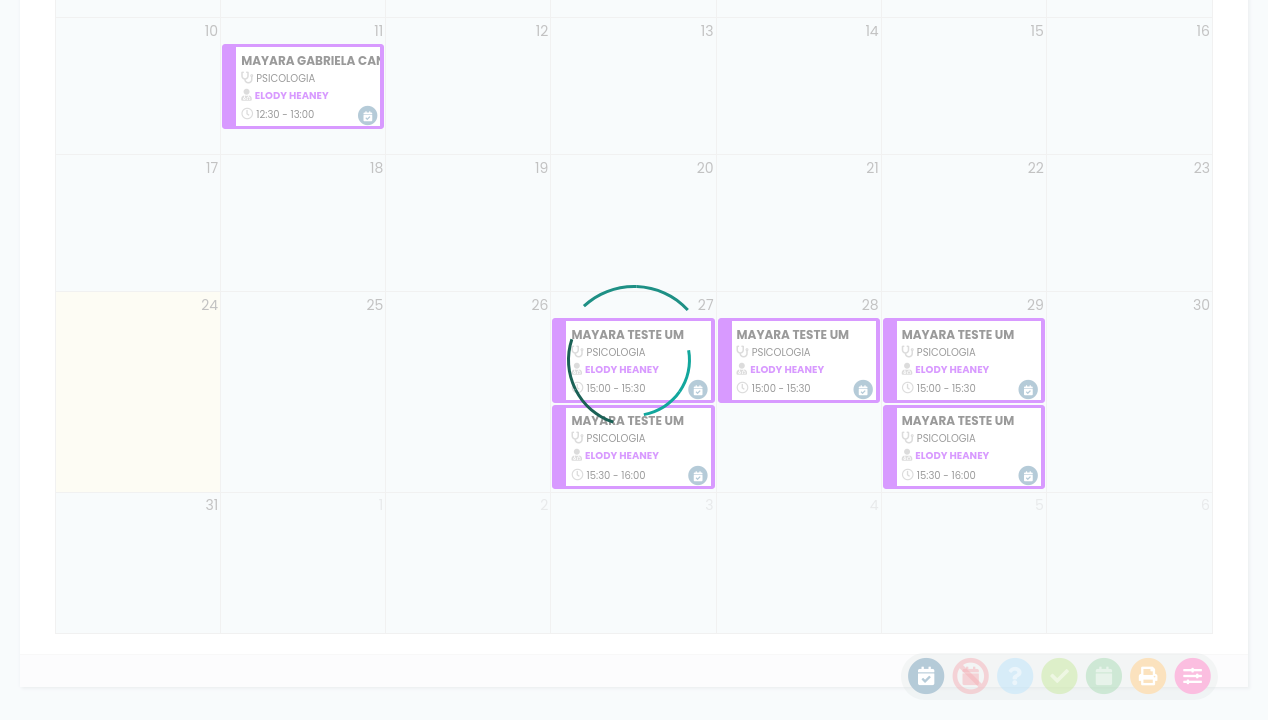 10 11 12 13 14 15 16
MAYARA GABRIELA
PSICOLOGIA
ELODY HEANEY
12:30 - 13:00
17 18 19 20 21 22 23
24 25 26 27 28 29 30
MAYARA TESTE UM
PSICOLOGIA
ELODY HEANEY
15:00 - 15:30
MAYARA TESTE UM
PSICOLOGIA
ELODY HEANEY
15:30 - 16:00
MAYARA TESTE UM
PSICOLOGIA
ELODY HEANEY
15:00 - 15:30
MAYARA TESTE UM
PSICOLOGIA
ELODY HEANEY
15:00 - 15:30
MAYARA TESTE UM
PSICOLOGIA
ELODY HEANEY
15:30 - 16:00
31 1 2 3 4 5 6
?